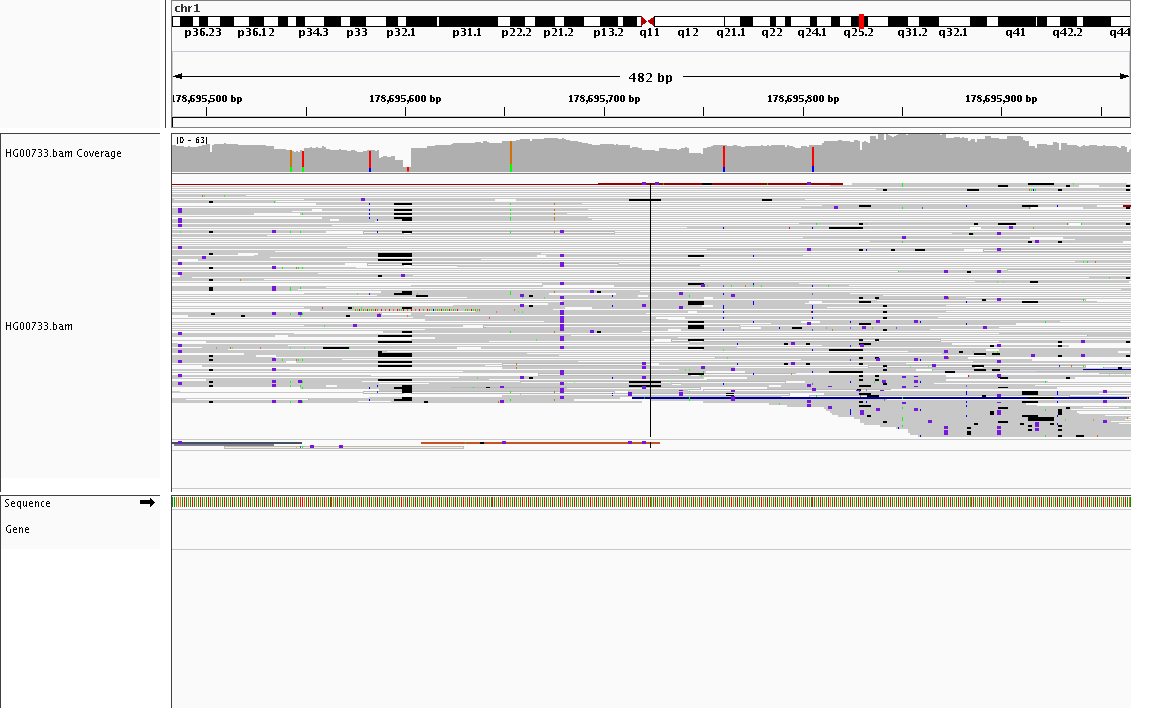 chr1
p36.23 p36.12 p34.3 p33 p32.1 p31.1 p22.2 p21.2 p13.2 q11 q12 q21.1 q22 q24.1 q25.2 q31.2 q32.1 q41 q42.2 q44
482 bp
178,695,500 bp 178,695,600 bp 178,695,700 bp 178,695,800 bp 178,695,900 bp
[0 - 63]
HG00733.bam Coverage
HG00733.bam
Sequence
Gene